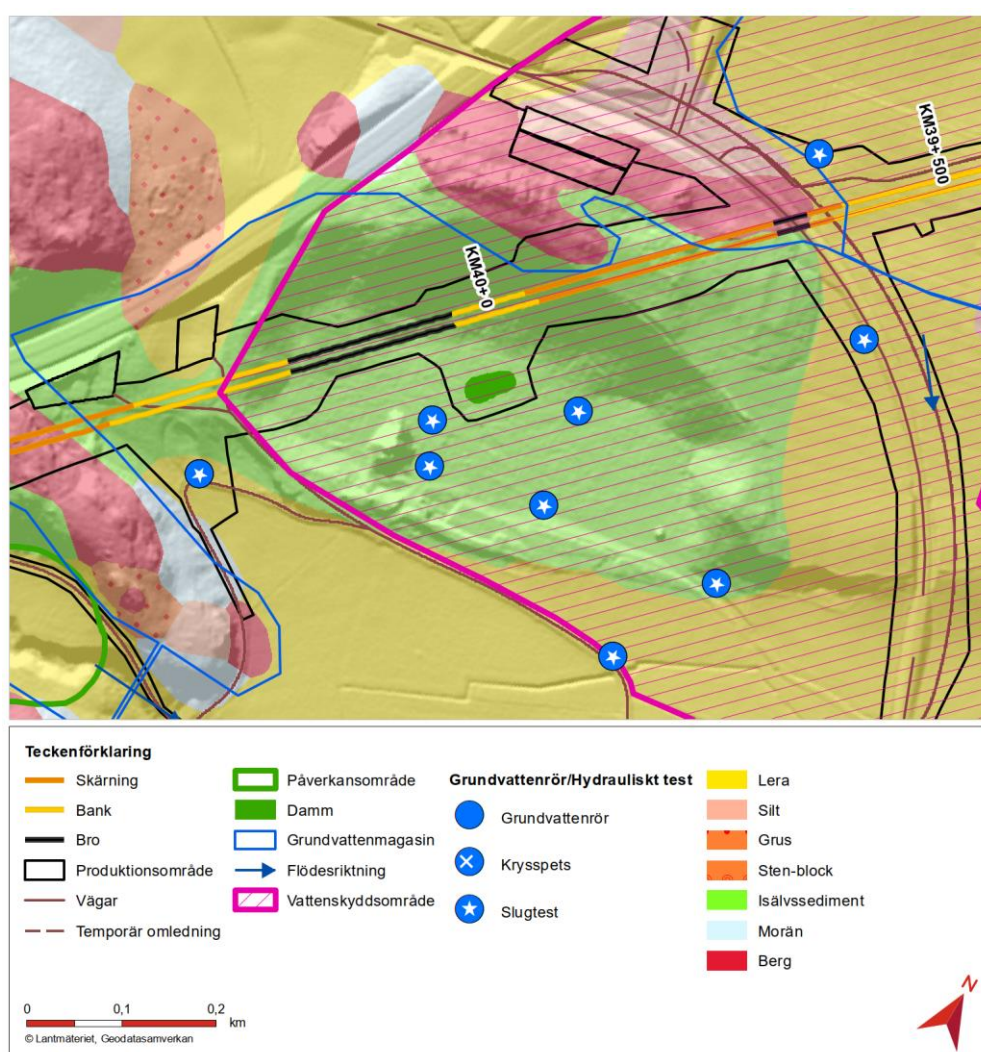 KM39+ 500
KM40+ 0
Teckenförklaring
Skärning
Bank
Bro
Produktionsområde
Vägar
Temporär omledning
Påverkansområde
Damm
Grundvattenmagasin
Flödesriktning
Vattenskyddsområde
Grundvattenrör/Hydrauliskt test
Grundvattenrör
Krysspets
Slugtest
Lera
Silt
Grus
Sten-block
Isälvssediment
Morän
Berg
0 0,1 0,2
km
© Lantmäteriet, Geodatasamverkan
N